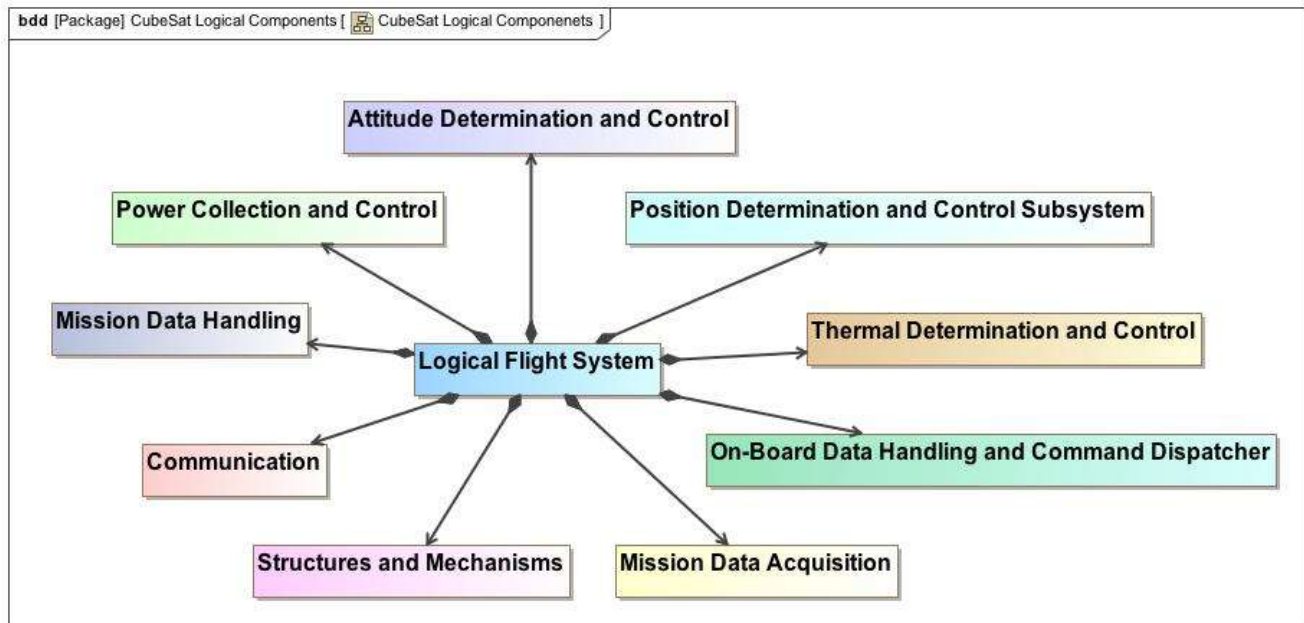 bdd [Package] CubeSat Logical Components [ CubeSat Logical Componenets ]
Attitude Determination and Control
Power Collection and Control
Position Determination and Control Subsystem
Mission Data Handling
Thermal Determination and Control
Logical Flight System
On-Board Data Handling and Command Dispatcher
Communication
Structures and Mechanisms
Mission Data Acquisition